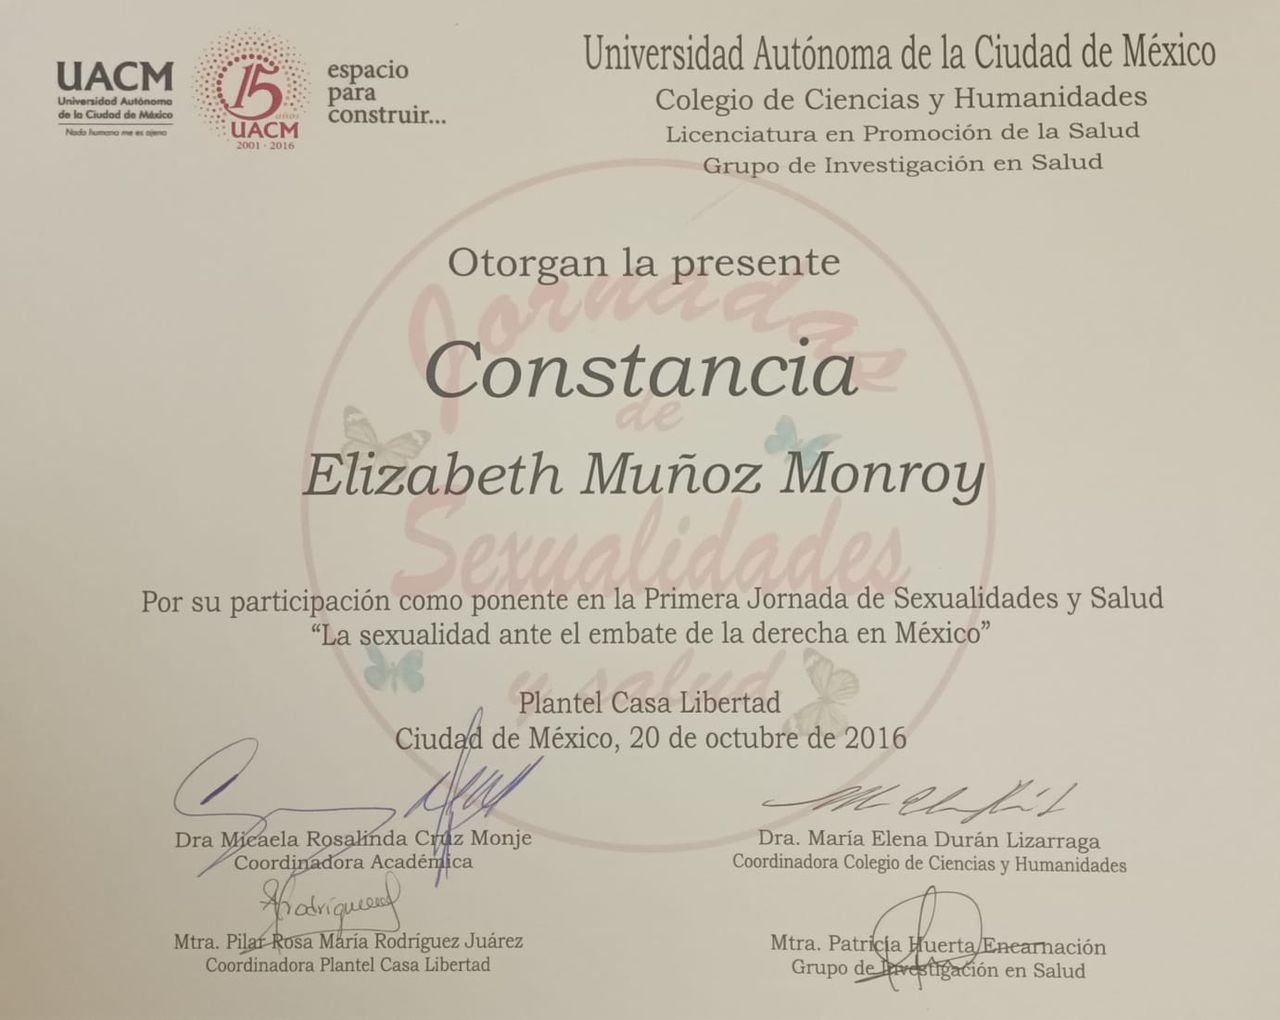 UACM
Universidad Autónoma
de la Ciudad de México
Nada humano me es ajeno
15
años
UACM
2001 · 2016
espacio
para
construir...
Universidad Autónoma de la Ciudad de México
Colegio de Ciencias y Humanidades
Licenciatura en Promoción de la Salud
Grupo de Investigación en Salud
Otorgan la presente
Jornadas
Constancia
de
Elizabeth Muñoz Monroy
Sexualidades
Por su participación como ponente en la Primera Jornada de Sexualidades y Salud
“La sexualidad ante el embate de la derecha en México”
y salud
Plantel Casa Libertad
Ciudad de México, 20 de octubre de 2016
Dra Micaela Rosalinda Cruz Monje
Coordinadora Académica
Dra. María Elena Durán Lizarraga
Coordinadora Colegio de Ciencias y Humanidades
Mtra. Pilar Rosa María Rodríguez Juárez
Coordinadora Plantel Casa Libertad
Mtra. Patricia Huerta Encarnación
Grupo de Investigación en Salud